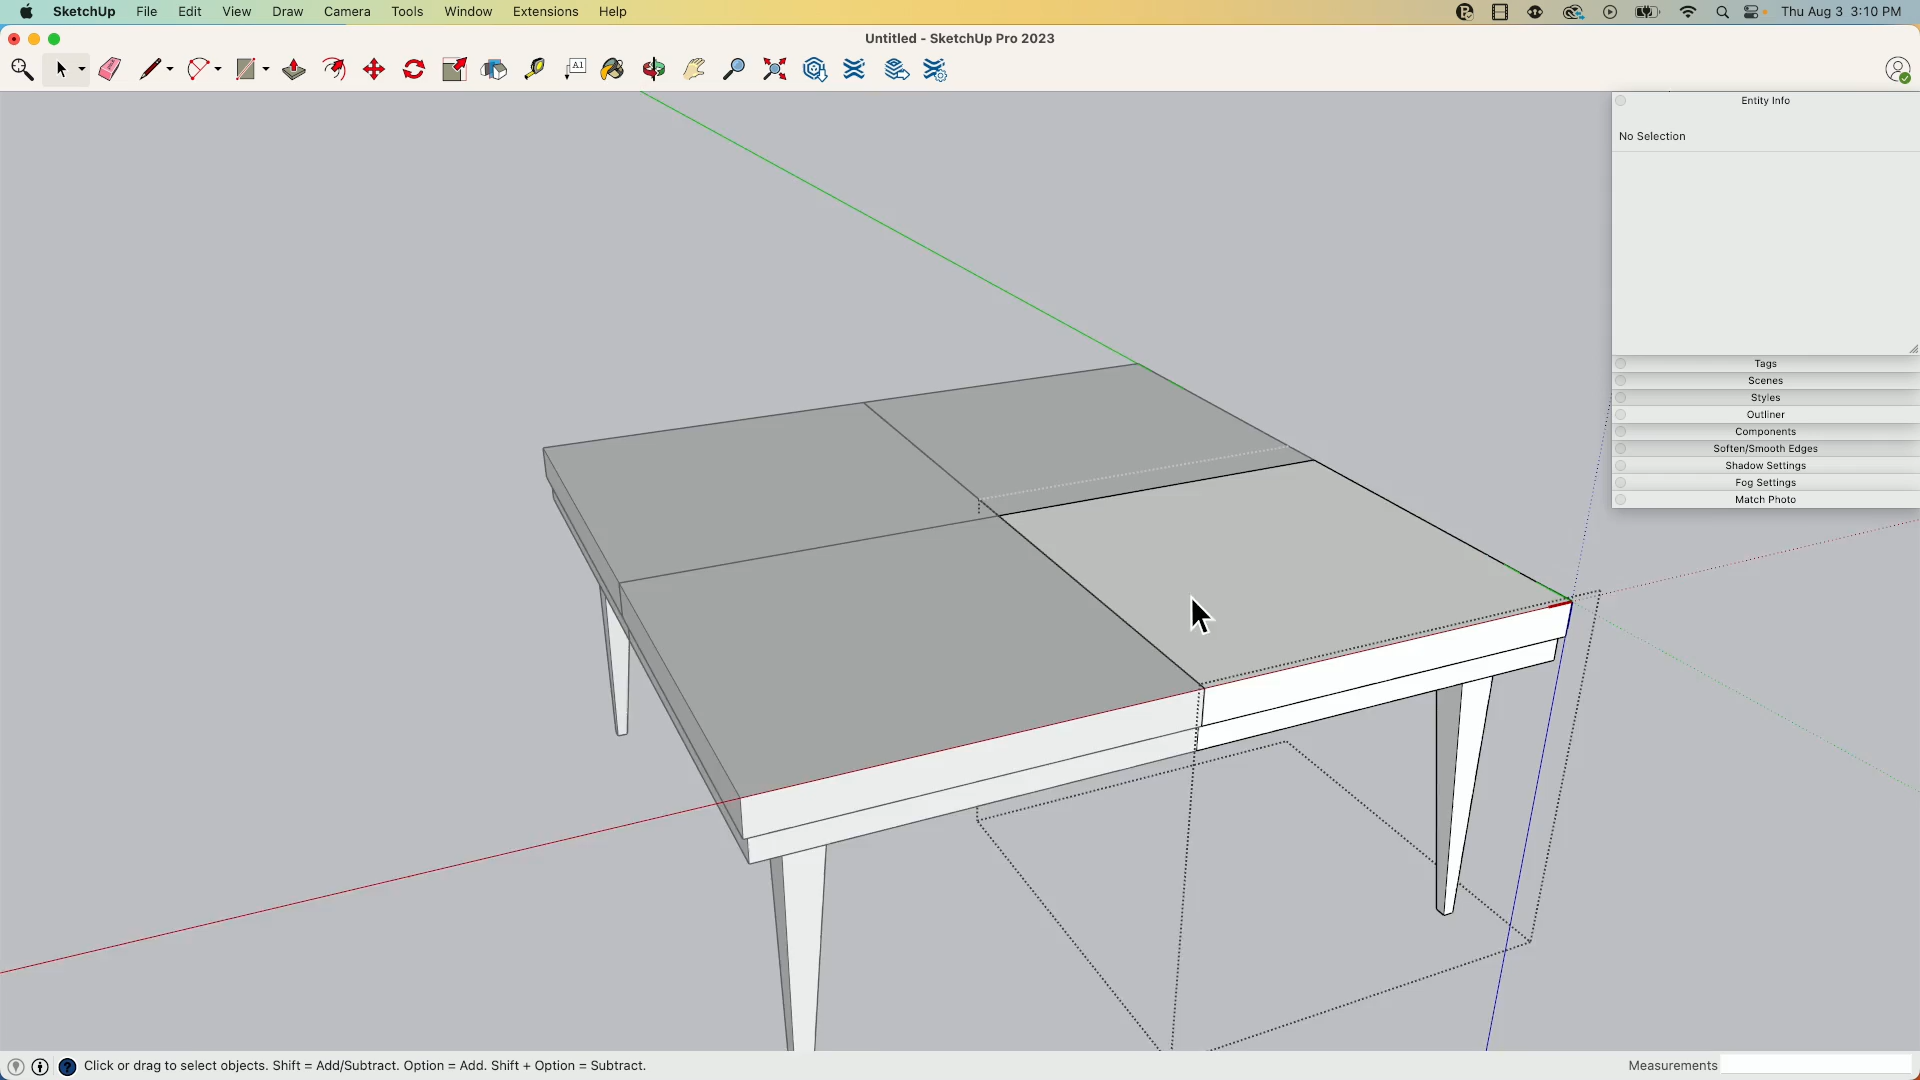 SketchUp File Edit View Draw Camera Tools Window Extensions Help Thu Aug 3 3:10 PM
Untitled - SketchUp Pro 2023
A1
Entity Info
No Selection
Tags
Scenes
Styles
Outliner
Components
Soften/Smooth Edges
Shadow Settings
Fog Settings
Match Photo
Click or drag to select objects. Shift = Add/Subtract. Option = Add. Shift + Option = Subtract. Measurements